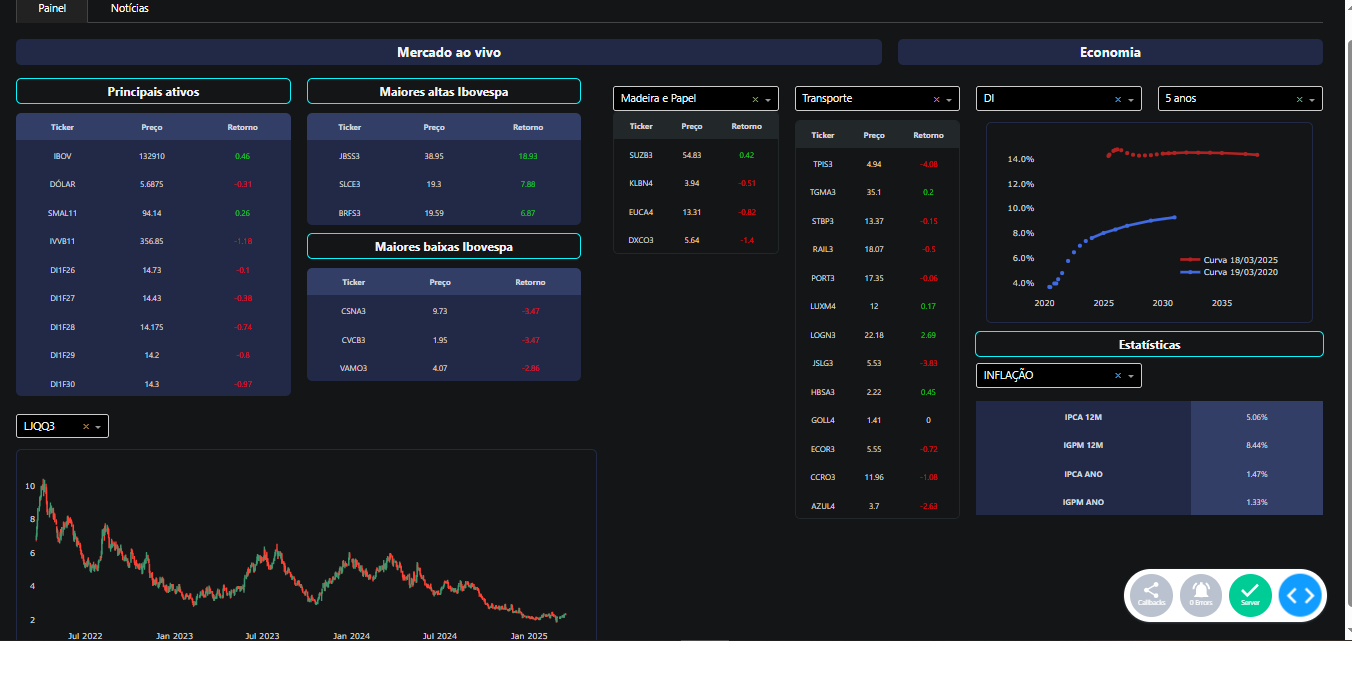 Painel Notícias
Mercado ao vivo
Economia
Principais ativos
Ticker Preço Retorno
IBOV 132910 0.46
DÓLAR 5.6875 -0.31
SMAL11 94.14 0.26
IVVB11 356.85 -1.18
DI1F26 14.73 -0.1
DI1F27 14.43 -0.38
DI1F28 14.175 -0.74
DI1F29 14.2 -0.8
DI1F30 14.3 -0.97
Maiores altas Ibovespa
Ticker Preço Retorno
JBSS3 38.95 18.93
SLCE3 19.3 7.88
BRFS3 19.59 6.87
Maiores baixas Ibovespa
Ticker Preço Retorno
CSNA3 9.73 -3.47
CVCB3 1.95 -3.47
VAMO3 4.07 -2.86
Madeira e Papel × 
Ticker Preço Retorno
SUZB3 54.83 0.42
KLBN4 3.94 -0.51
EUCA4 13.31 -0.82
DXCO3 5.64 -1.4
Transporte ×
Ticker Preço Retorno
TPIS3 4.94 -4.08
TGMA3 35.1 0.2
STBP3 13.37 -0.15
RAIL3 18.07 -0.5
PORT3 17.35 -0.06
LUXM4 12 0.17
LOGN3 22.18 2.69
JSLG3 5.53 -3.83
HBSA3 2.22 0.45
GOLL4 1.41 0
ECOR3 5.55 -0.72
CCRO3 11.96 -1.08
AZUL4 3.7 -2.63
DI ×
5 anos ×
14.0%
12.0%
10.0%
8.0%
6.0%
4.0%
Curva 18/03/2025
Curva 19/03/2020
2020 2025 2030 2035
Estatísticas
INFLAÇÃO ×
IPCA 12M 5.06%
IGPM 12M 8.44%
IPCA ANO 1.47%
IGPM ANO 1.33%
LJQQ3 ×
10
8
6
4
2
Jul 2022 Jan 2023 Jul 2023 Jan 2024 Jul 2024 Jan 2025
Callbacks 0 Errors Server